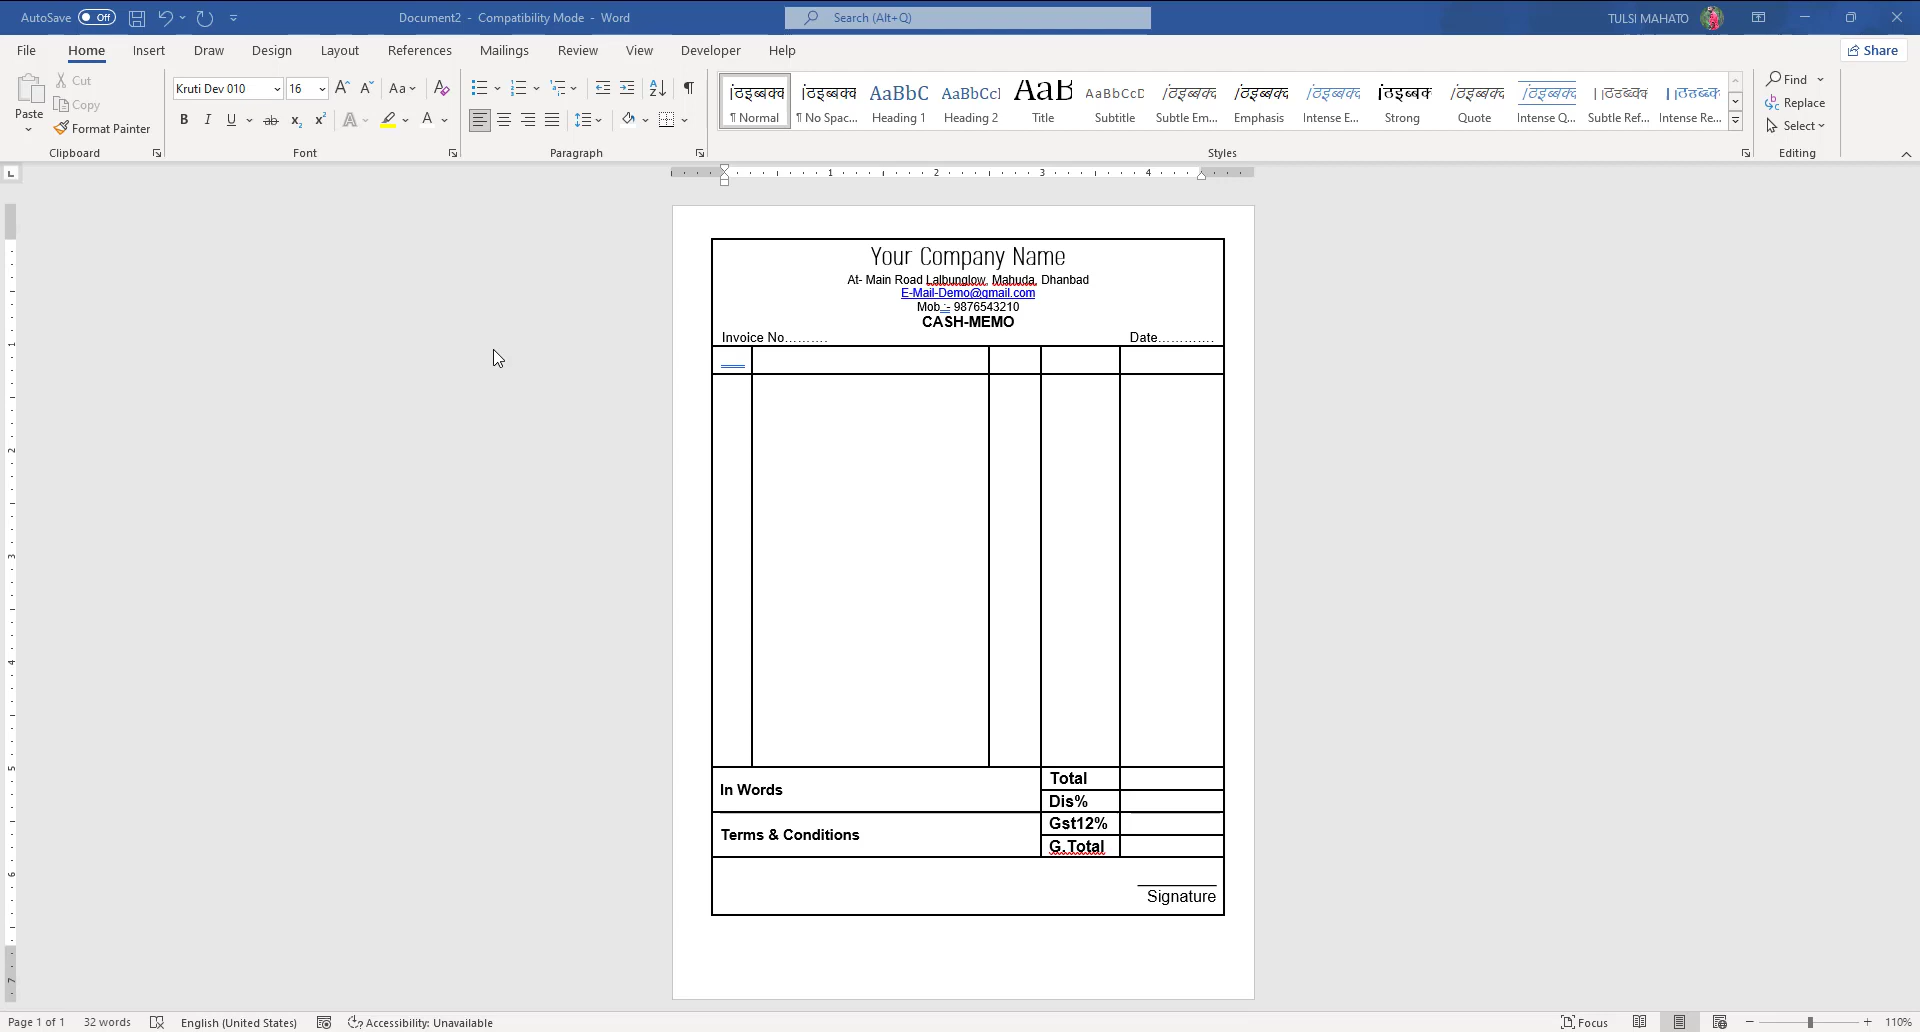 AutoSave Off Document2 - Compatibility Mode - Word Search (Alt+Q) TULSI MAHATO
File Home Insert Draw Design Layout References Mailings Review View Developer Help Share
Paste Cut Copy Format Painter
Kruti Dev 010 16
Normal No Spac... Heading 1 Heading 2 Title Subtitle Subtle Em... Emphasis Intense E... Strong Quote Intense Q... Subtle Ref... Intense Re...
Find Replace Select
Clipboard Font Paragraph Styles Editing
Your Company Name
At- Main Road Lalbunglow, Mahuda, Dhanbad
E-Mail-Demo@gmail.com
Mob :- 9876543210
CASH-MEMO
Invoice No.......... Date.............
In Words
Total
Dis%
Terms & Conditions
Gst12%
G.Total
Signature
Page 1 of 1 32 words English (United States) Accessibility: Unavailable Focus 110%